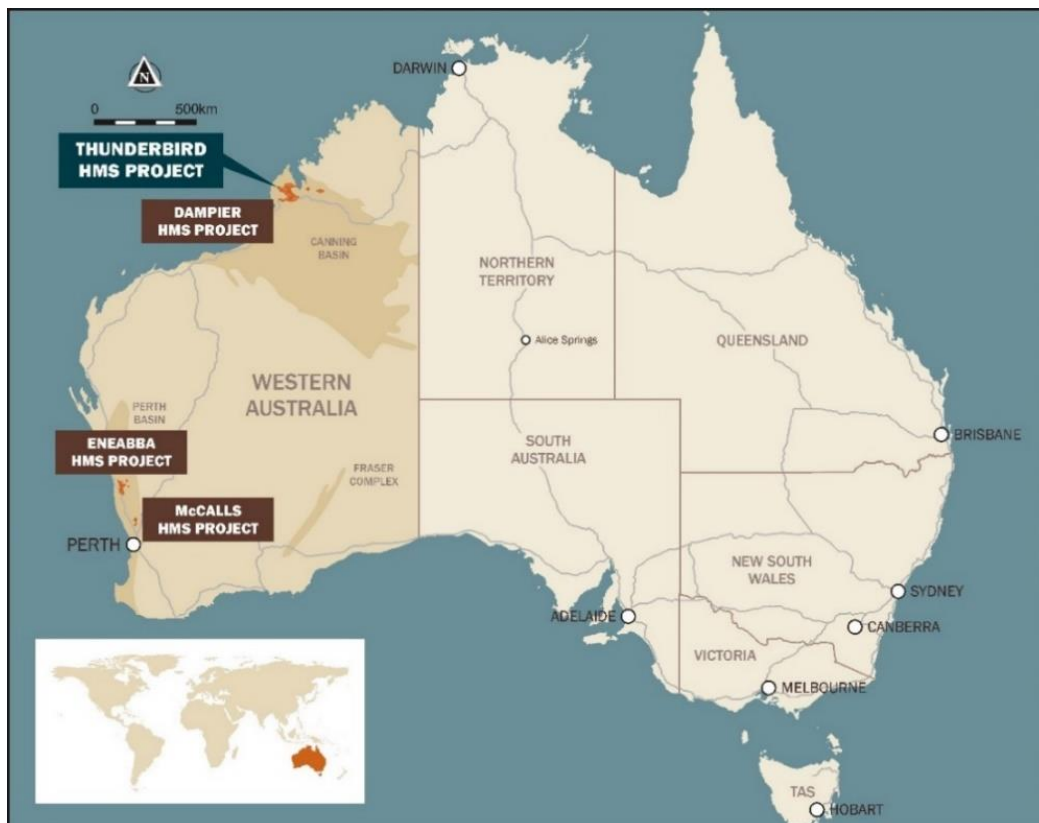 DARWIN
N
0 500km
THUNDERBIRD
HMS PROJECT
DAMPIER
HMS PROJECT
CANNING
BASIN
NORTHERN
TERRITORY
Alice Springs
QUEENSLAND
WESTERN
AUSTRALIA
PERTH
BASIN
ENEABBA
HMS PROJECT
SOUTH
AUSTRALIA
BRISBANE
FRASER
COMPLEX
McCALLS
HMS PROJECT
PERTH
NEW SOUTH
WALES
SYDNEY
ADELAIDE
CANBERRA
VICTORIA
MELBOURNE
TAS
HOBART